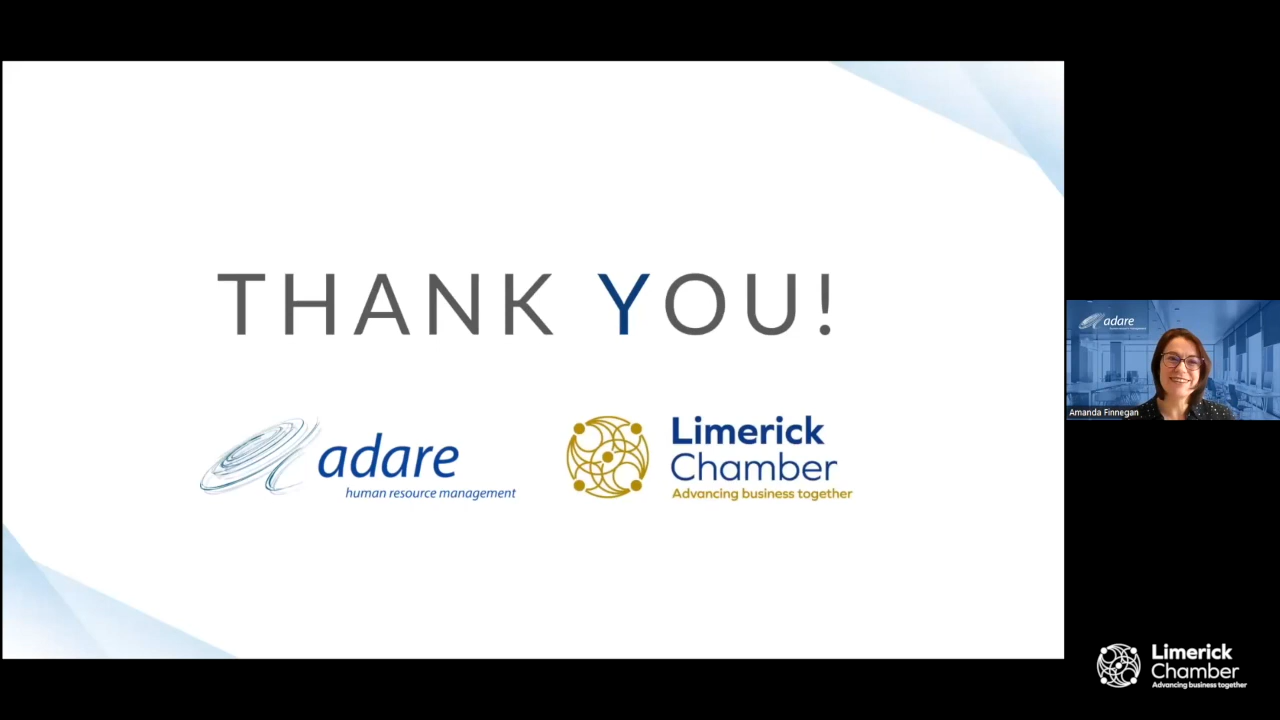 THANK YOU!
adare
human resource management
Limerick
Chamber
Advancing business together
adare
Amanda Finnegan
Limerick
Chamber
Advancing business together